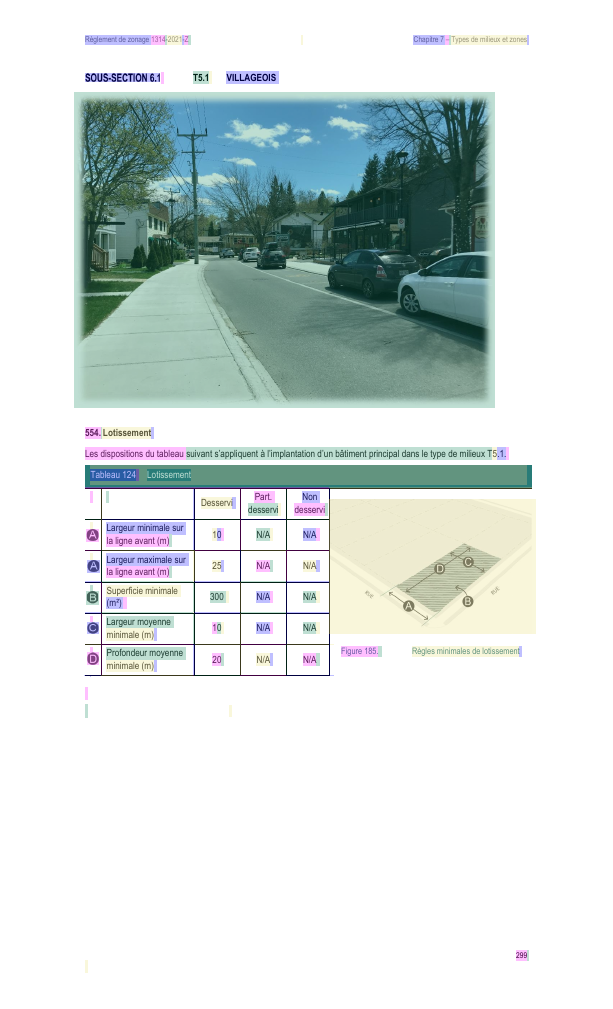 Règlement de zonage 1314-2021-Z Chapitre 7 – Types de milieux et zones
SOUS-SECTION 6.1 T5.1 VILLAGEOIS
554. Lotissement
Les dispositions du tableau suivant s'appliquent à l'implantation d'un bâtiment principal dans le type de milieux T5.1.
Tableau 124 Lotissement
Desservi Part. desservi Non desservi
A Largeur minimale sur la ligne avant (m) 10 N/A N/A
A Largeur maximale sur la ligne avant (m) 25 N/A N/A
B Superficie minimale (m²) 300 N/A N/A
C Largeur moyenne minimale (m) 10 N/A N/A
D Profondeur moyenne minimale (m) 20 N/A N/A
D C
A B
RUE RUE
Figure 185. Règles minimales de lotissement
299